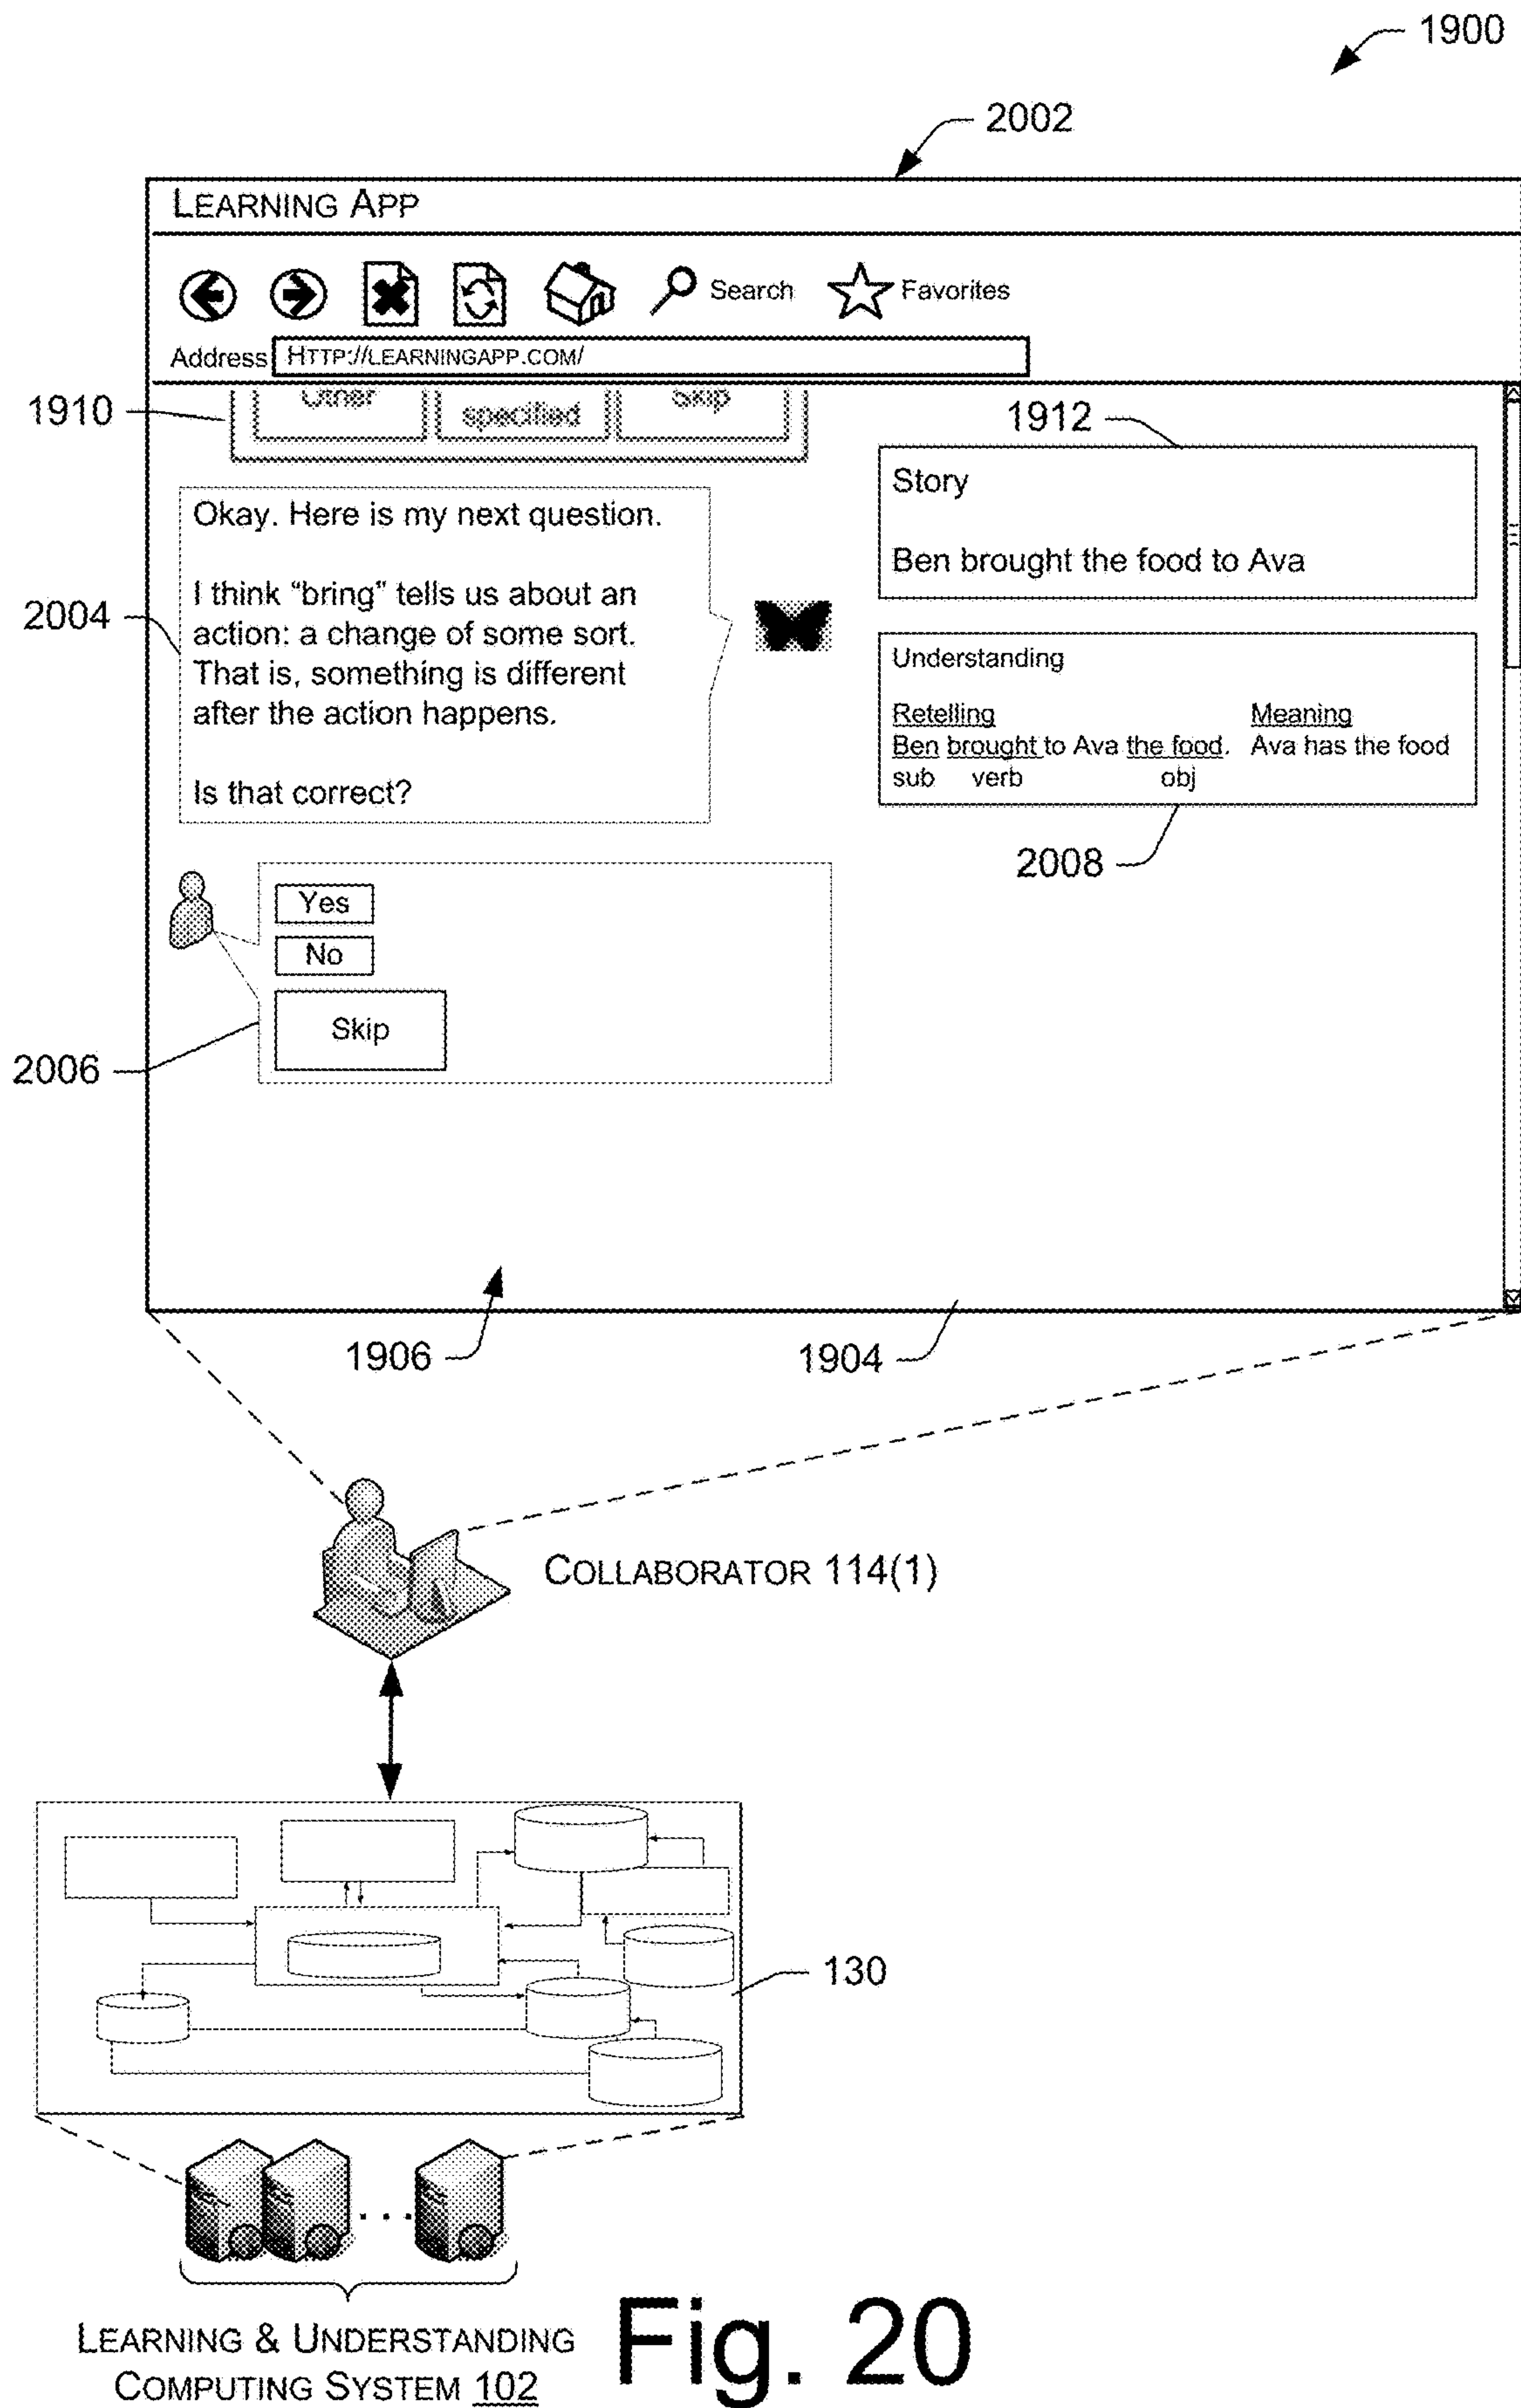 1900
2002
LEARNING APP
Search
Favorites
Address
HTTP://LEARNINGAPP.COM/
1910
Other
specified
Skip
1912
Story
Ben brought the food to Ava
Okay. Here is my next question.
I think “bring” tells us about an
action: a change of some sort.
That is, something is different
after the action happens.
Is that correct?
2004
Understanding
Retelling
Meaning
Ben brought to Ava the food.
Ava has the food
sub verb obj
2008
Yes
No
Skip
2006
1906
1904
COLLABORATOR 114(1)
130
LEARNING & UNDERSTANDING
COMPUTING SYSTEM 102
Fig. 20